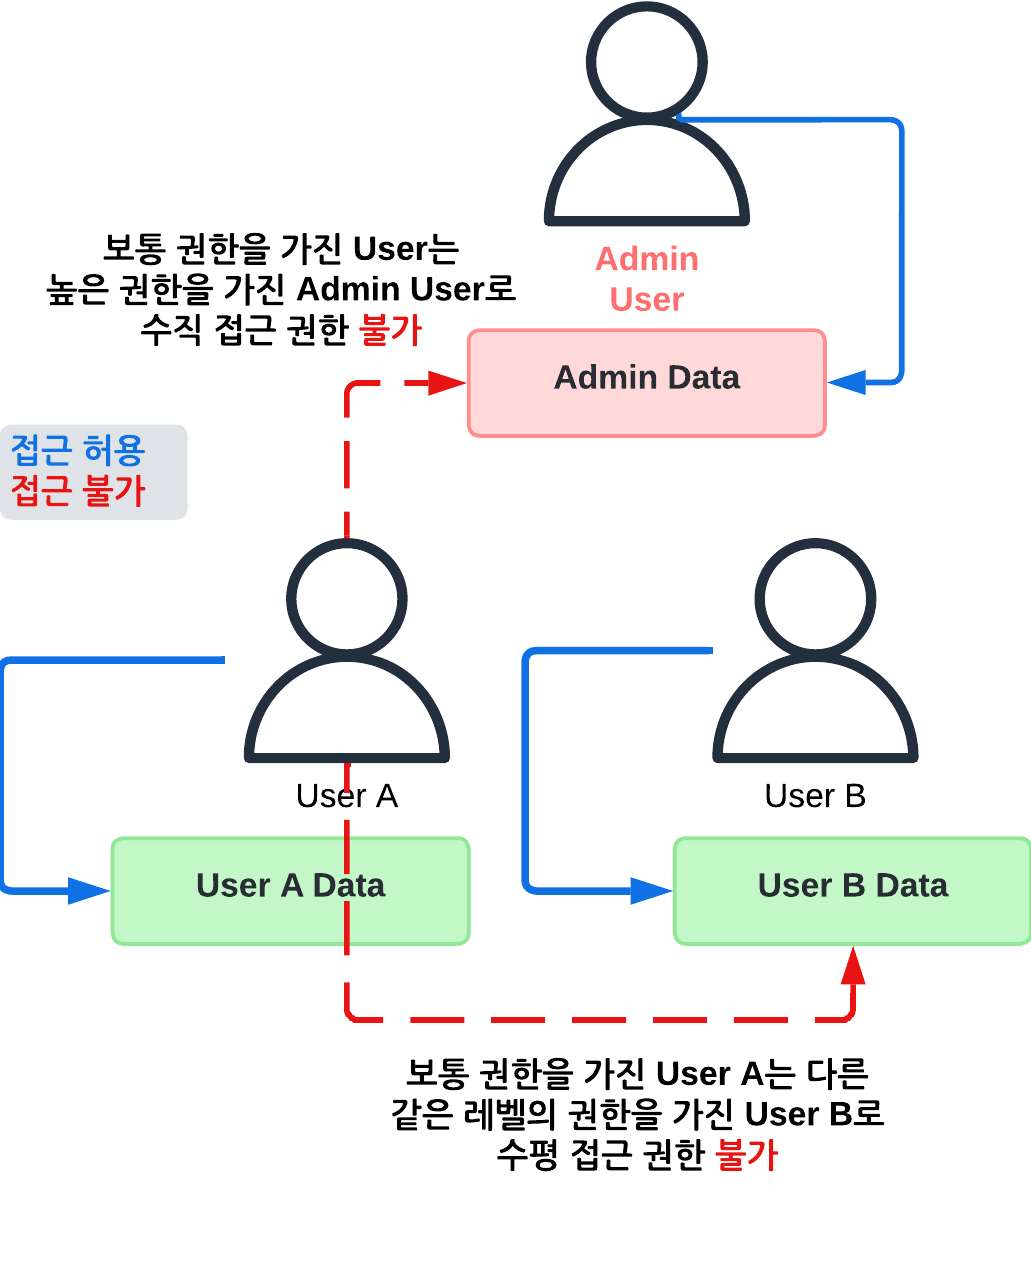 Admin
User
보통 권한을 가진 User는
높은 권한을 가진 Admin User로
수직 접근 권한 불가
Admin Data
접근 허용
접근 불가
User A
User B
User A Data
User B Data
보통 권한을 가진 User A는 다른
같은 레벨의 권한을 가진 User B로
수평 접근 권한 불가